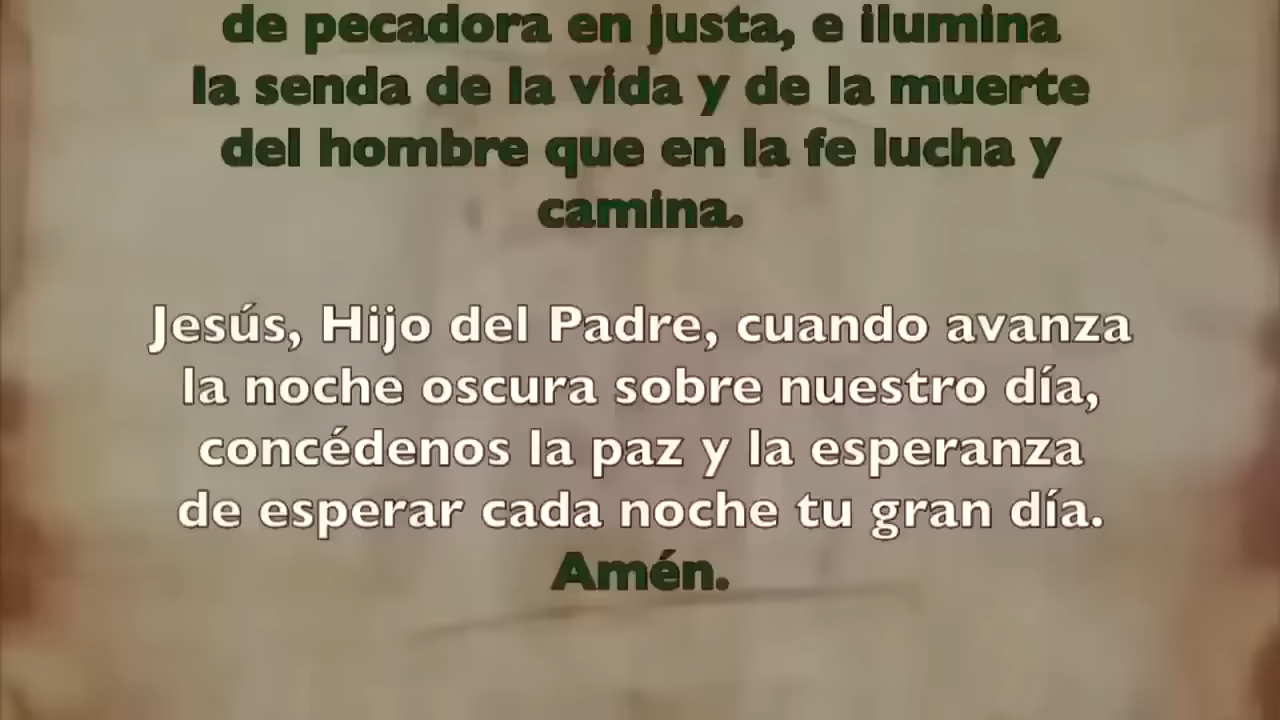 de pecadora en justa, e ilumina
la senda de la vida y de la muerte
del hombre que en la fe lucha y
camina.
Jesús, Hijo del Padre, cuando avanza
la noche oscura sobre nuestro día,
concédenos la paz y la esperanza
de esperar cada noche tu gran día.
Amén.